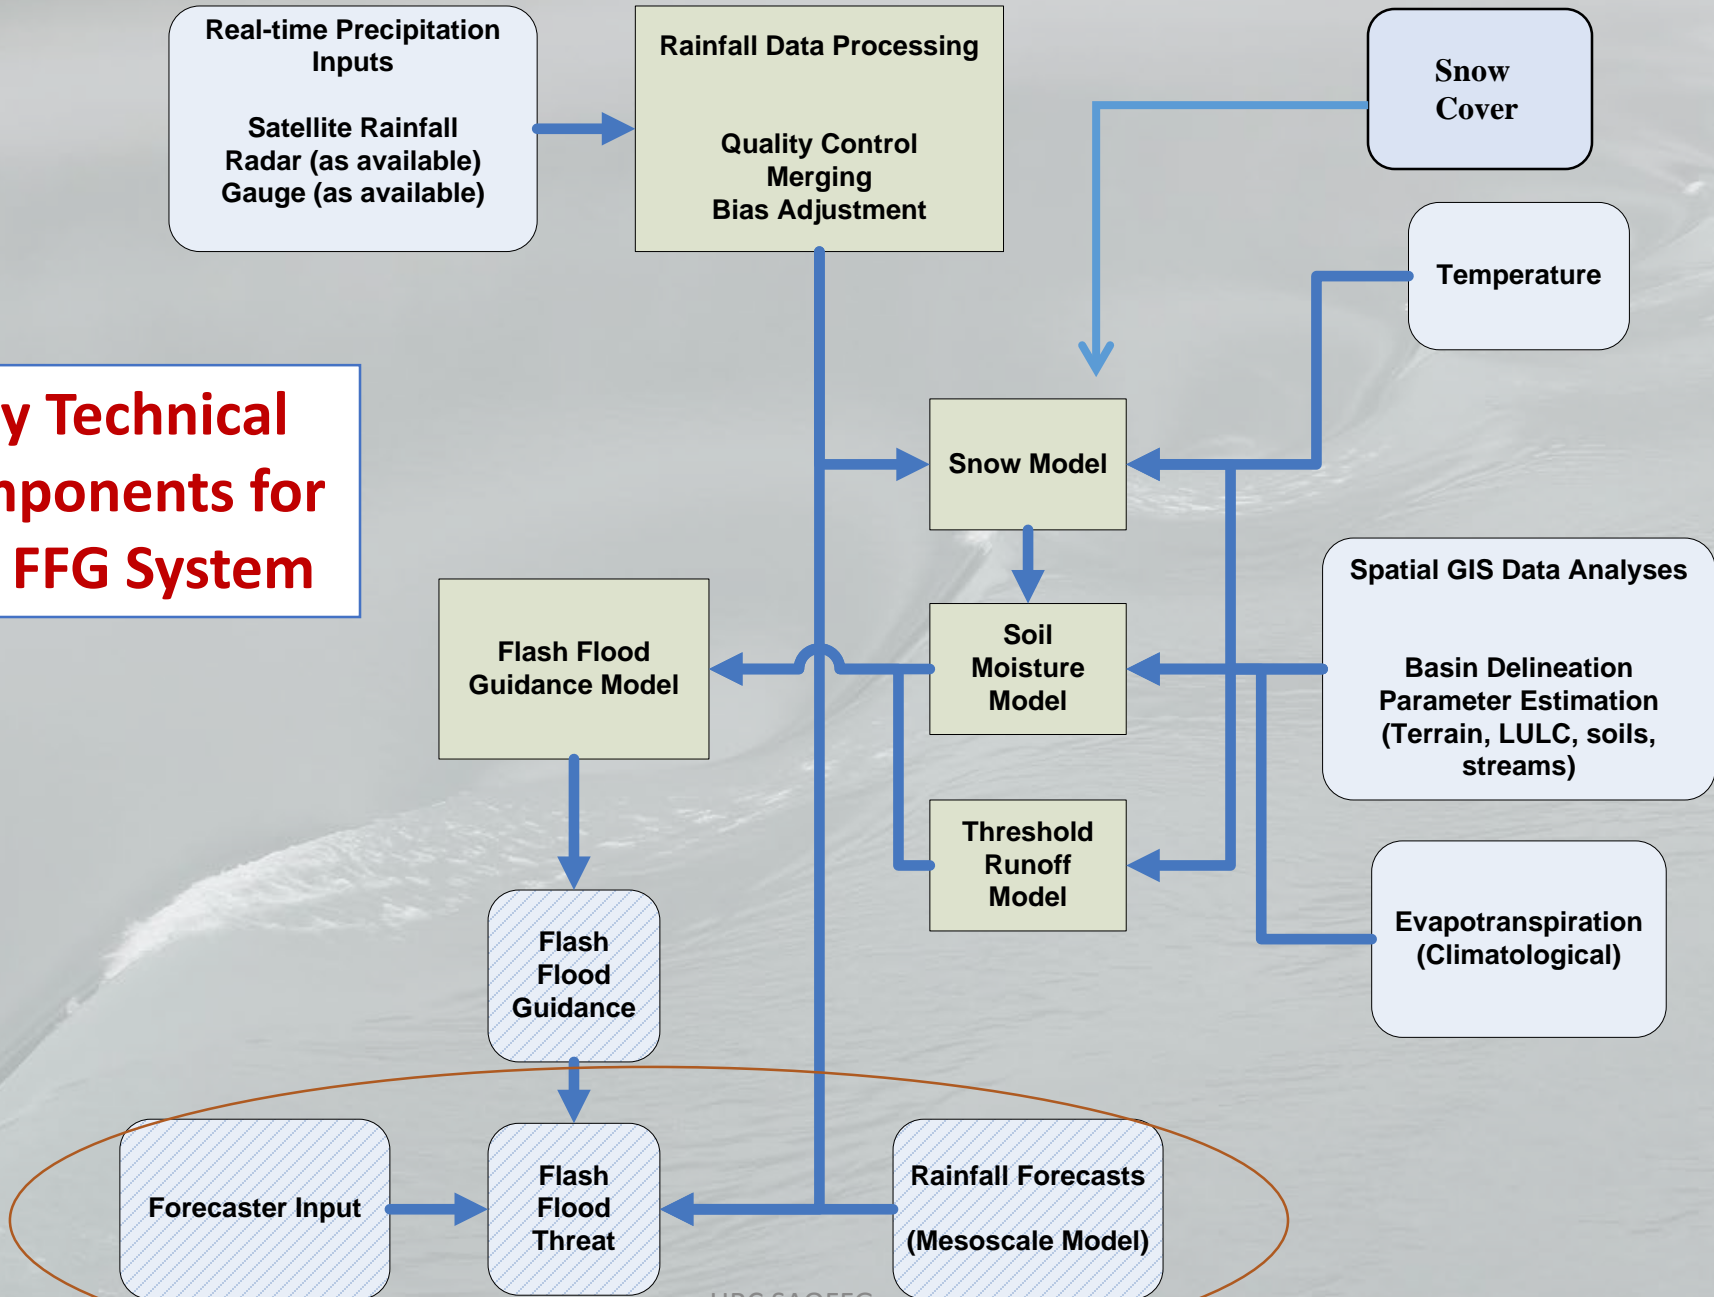 Real-time Precipitation
Inputs
Satellite Rainfall
Radar (as available)
Gauge (as available)
Rainfall Data Processing
Quality Control
Merging
Bias Adjustment
Snow
Cover
Temperature
y Technical
mponents for
FFG System
Snow Model
Spatial GIS Data Analyses
Basin Delineation
Parameter Estimation
(Terrain, LULC, soils,
streams)
Flash Flood
Guidance Model
Soil
Moisture
Model
Threshold
Runoff
Model
Evapotranspiration
(Climatological)
Flash
Flood
Guidance
Forecaster Input
Flash
Flood
Threat
Rainfall Forecasts
(Mesoscale Model)